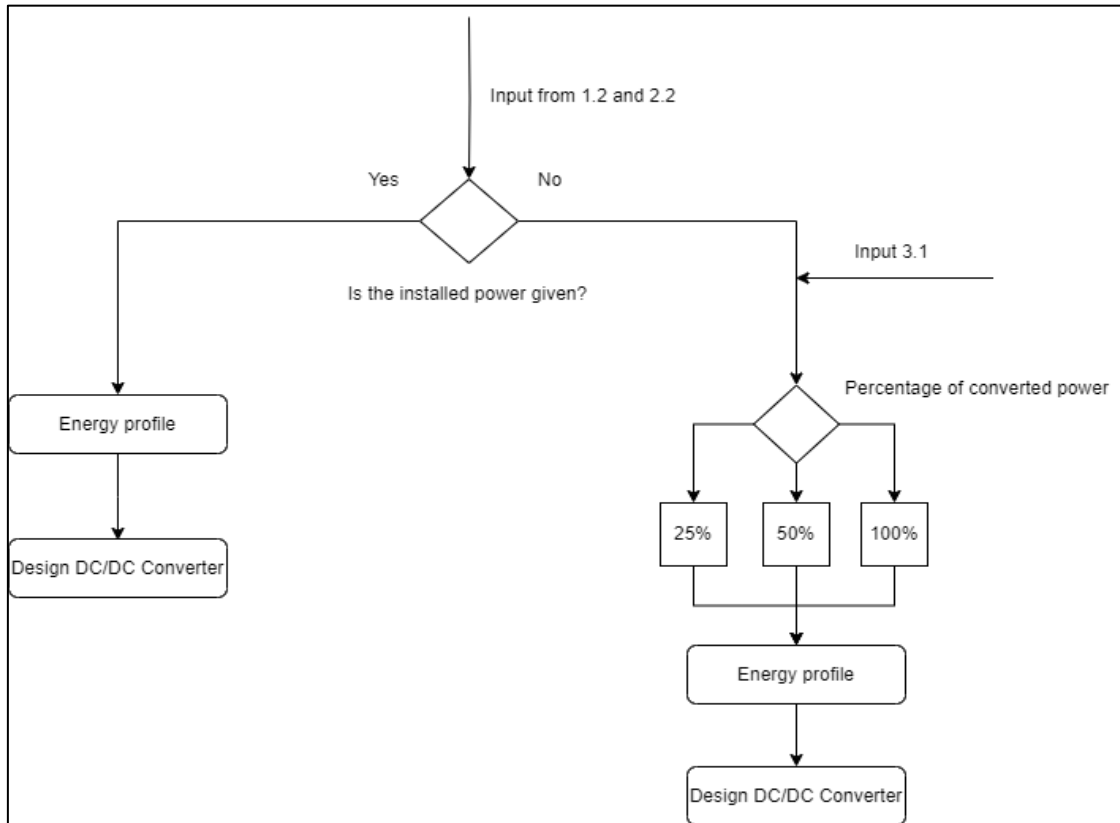 Input from 1.2 and 2.2
Yes
No
Is the installed power given?
Input 3.1
Energy profile
Design DC/DC Converter
Percentage of converted power
25%
50%
100%
Energy profile
Design DC/DC Converter